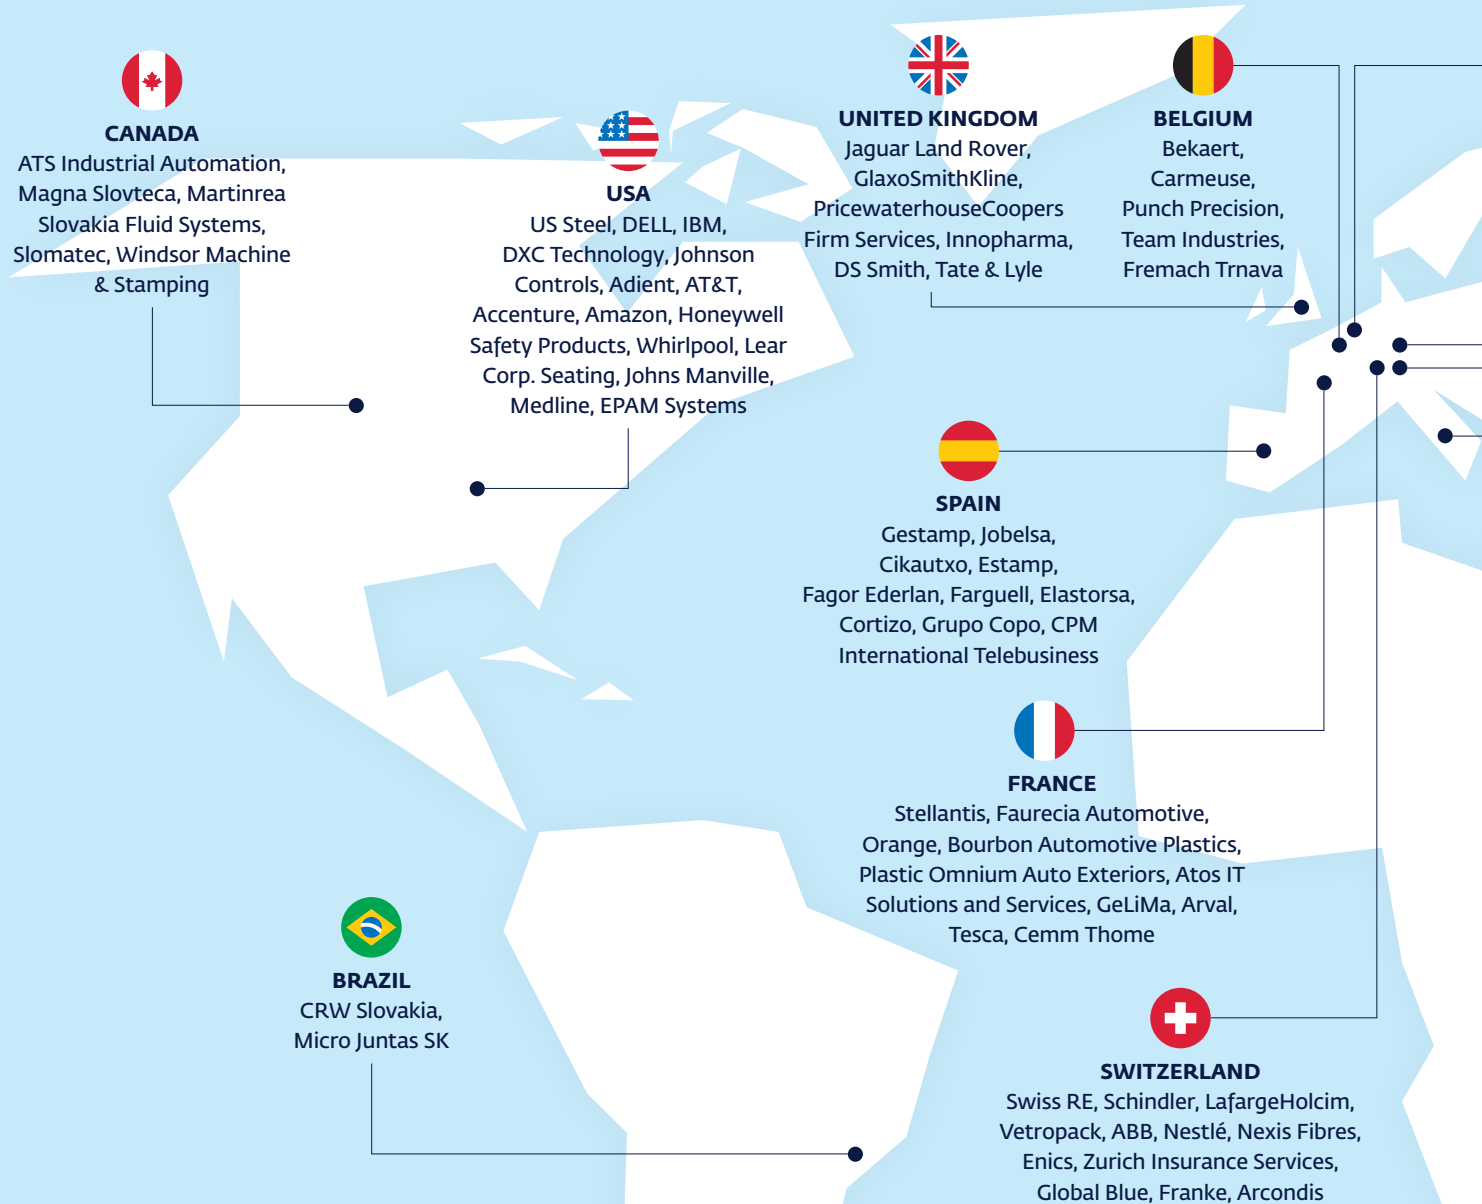 CANADA
ATS Industrial Automation,
Magna Slovteca, Martinrea
Slovakia Fluid Systems,
Slomatec, Windsor Machine
& Stamping
USA
US Steel, DELL, IBM,
DXC Technology, Johnson
Controls, Adient, AT&T,
Accenture, Amazon, Honeywell
Safety Products, Whirlpool, Lear
Corp. Seating, Johns Manville,
Medline, EPAM Systems
UNITED KINGDOM
Jaguar Land Rover,
GlaxoSmithKline,
PricewaterhouseCoopers
Firm Services, Innopharma,
DS Smith, Tate & Lyle
BELGIUM
Bekaert,
Carmeuse,
Punch Precision,
Team Industries,
Fremach Trnava
SPAIN
Gestamp, Jobelsa,
Cikautxo, Estamp,
Fagor Ederlan, Farguell, Elastorsa,
Cortizo, Grupo Copo, CPM
International Telebusiness
FRANCE
Stellantis, Faurecia Automotive,
Orange, Bourbon Automotive Plastics,
Plastic Omnium Auto Exteriors, Atos IT
Solutions and Services, GeLiMa, Arval,
Tesca, Cemm Thome
BRAZIL
CRW Slovakia,
Micro Juntas SK
SWITZERLAND
Swiss RE, Schindler, LafargeHolcim,
Vetropack, ABB, Nestlé, Nexis Fibres,
Enics, Zurich Insurance Services,
Global Blue, Franke, Arcondis